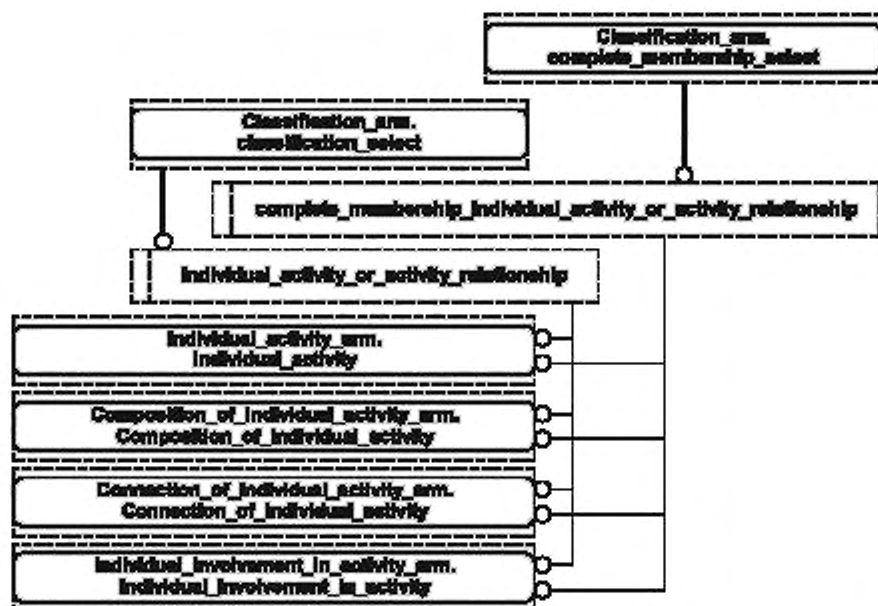 Classification_arm.
complete_membership_select
Classification_arm.
classification_select
complete_membership_individual_activity_or_activity_relationship
individual_activity_or_activity_relationship
Individual_activity_arm.
Individual_activity
Composition_of_individual_activity_arm.
Composition_of_individual_activity
Connection_of_individual_activity_arm.
Connection_of_individual_activity
Individual_involvement_in_activity_arm.
Individual_involvement_in_activity